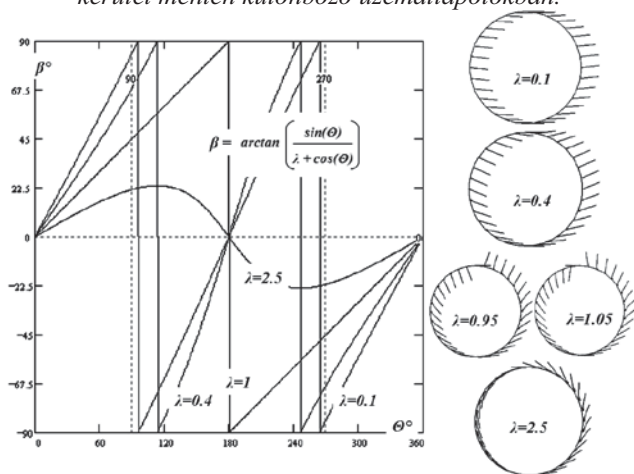 kerület mentén különböző üzemállapotokban.
90
β°
67.5
45
22.5
0
−22.5
−45
−67.5
−90
90
270
β = arctan ( sin(Θ) / λ + cos(Θ) )
0
λ=2.5
λ=0.4
λ=1
λ=0.1
Θ°
0
60
120
180
240
300
360
λ=0.1
λ=0.4
λ=0.95
λ=1.05
λ=2.5